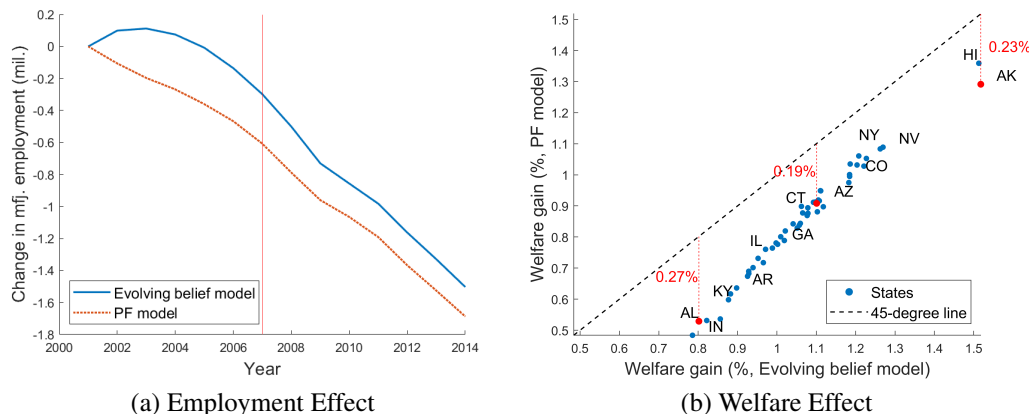 0.2
0
-0.2
-0.4
-0.6
-0.8
-1
-1.2
-1.4
-1.6
-1.8
Change in mfj. employment (mil.)
Evolving belief model
PF model
2000 2002 2004 2006 2008 2010 2012 2014
Year
(a) Employment Effect
1.5
1.4
1.3
1.2
1.1
1
0.9
0.8
0.7
0.6
0.5
Welfare gain (%, PF model)
HI
0.23%
AK
NY NV
CO
0.19%
AZ
CT
GA
IL
0.27%
AR
KY
AL
IN
States
45-degree line
0.5 0.6 0.7 0.8 0.9 1 1.1 1.2 1.3 1.4 1.5
Welfare gain (%, Evolving belief model)
(b) Welfare Effect